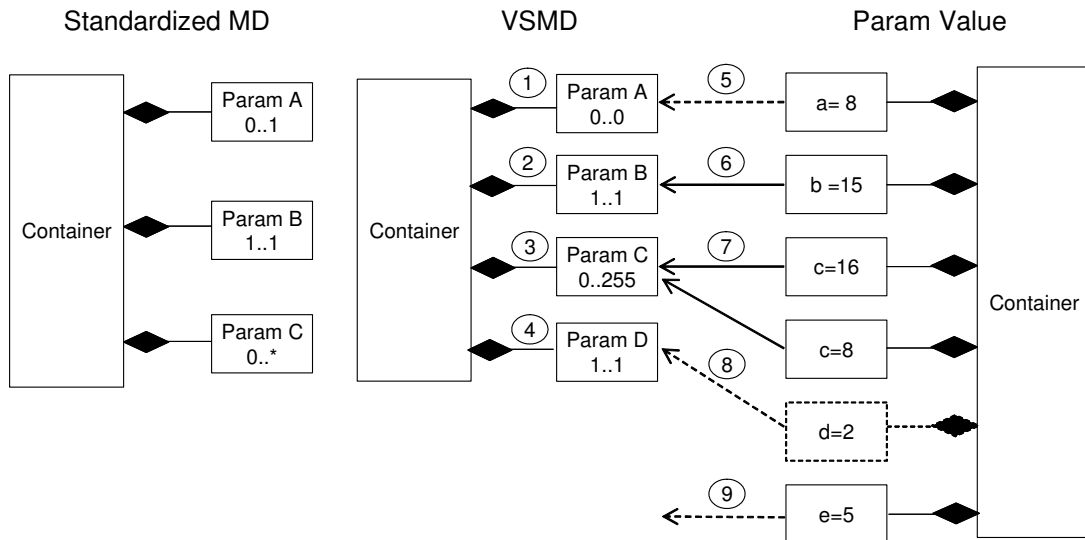 Standardized MD
VSMD
Param Value
Container
Param A
0..1
Param B
1..1
Param C
0..*
Container
1
Param A
0..0
2
Param B
1..1
3
Param C
0..255
4
Param D
1..1
5
a= 8
6
b =15
7
c=16
c=8
8
d=2
9
e=5
Container